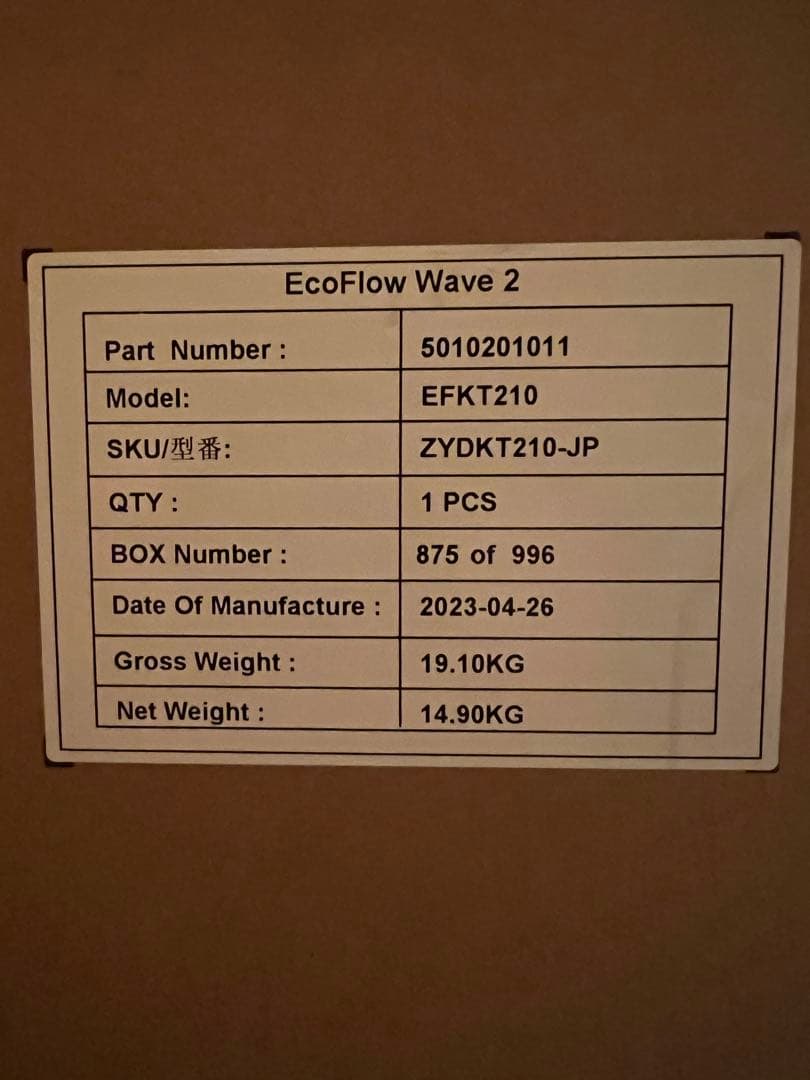 EcoFlow Wave 2
Part Number : 5010201011
Model: EFKT210
SKU/型番: ZYDKT210-JP
QTY : 1 PCS
BOX Number : 875 of 996
Date Of Manufacture : 2023-04-26
Gross Weight : 19.10KG
Net Weight : 14.90KG